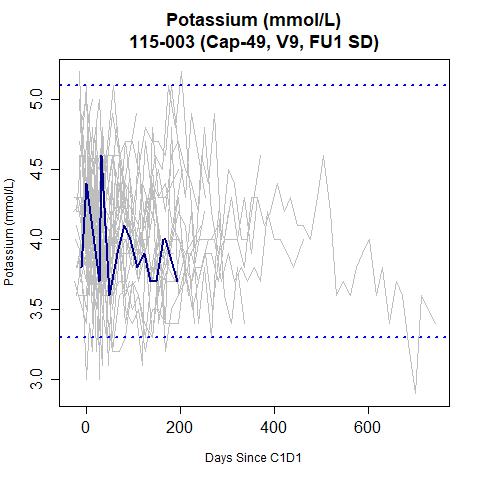 Potassium (mmol/L)
115-003 (Cap-49, V9, FU1 SD)
Potassium (mmol/L)
5.0
4.5
4.0
3.5
3.0
0 200 400 600
Days Since C1D1